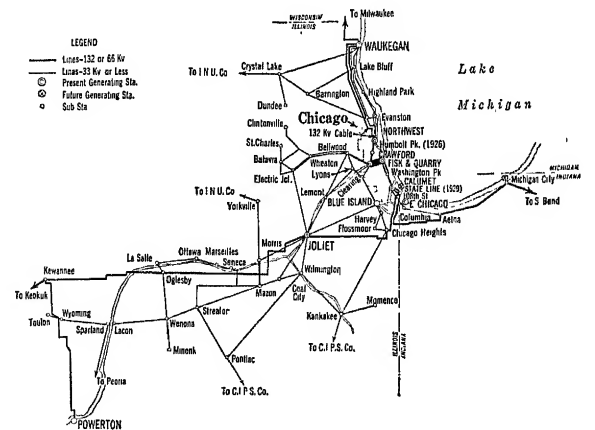 To Milwaukee
WISCONSIN
ILLINOIS
WAUKEGAN
LEGEND
Lines-132 or 66 Kv
Lines-33 Kv or Less
Present Generating Sta.
Future Generating Sta.
Sub Sta
To I N U. Co
Crystal Lake
Lake Bluff
Lake
Barrington
Highland Park
Michigan
Dundee
Chicago
Evanston
Clintonville
132 Kv Cable
NORTHWEST
Humbolt Pk. (1926)
St. Charles
Bellwood
CRAWFORD
Batavia
Wheaton
FISK & QUARRY
Lyons
Washington Pk
MICHIGAN
INDIANA
Electric Jct.
Clearing
CALUMET
Michigan City
STATE LINE (1929)
To I N U. Co
Lemont
BLUE ISLAND
108th St
E CHICAGO
To S Bend
Yorkville
Harvey
Columbia
Aetna
Flossmoor
Chicago Heights
JOLIET
Morris
Ottawa
Marseilles
Seneca
La Salle
Kewannee
Oglesby
Wilmington
Mazon
Coal
City
To Keokuk
Momence
Toulon
Wyoming
Streator
Kankakee
Sparland
Lacon
Wenona
ILLINOIS
INDIANA
Minonk
Pontiac
To C.I P.S. Co.
To Peoria
To C.I P.S. Co.
POWERTON